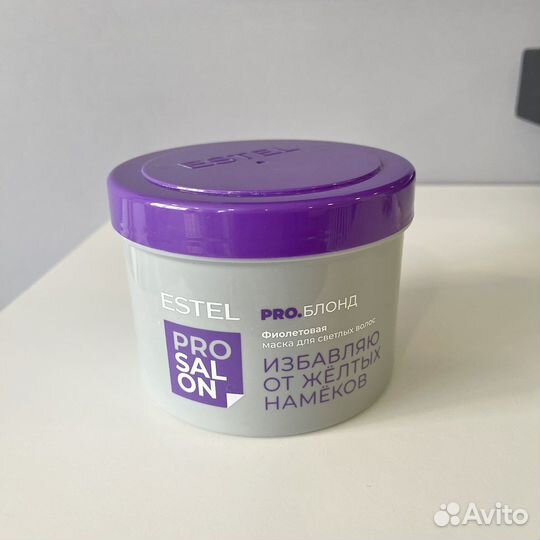 ESTEL
ESTEL
PRO
SAL
ON
PRO.БЛОНД
Фиолетовая
маска для светлых волос
ИЗБАВЛЯЮ
ОТ ЖЁЛТЫХ
НАМЁКОВ
Avito